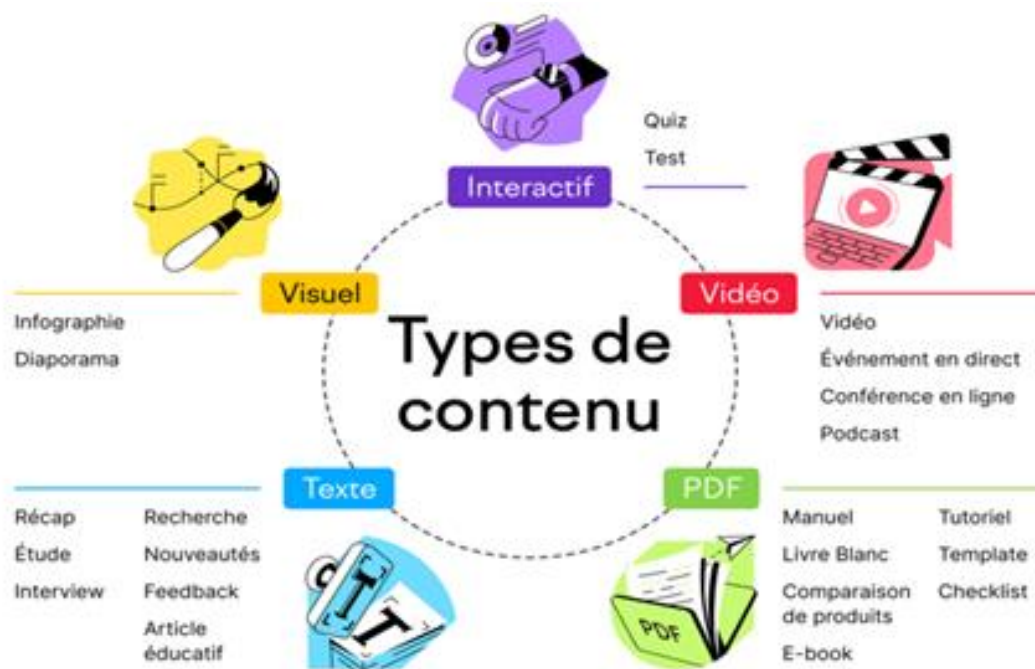 Types de
contenu
Interactif
Quiz
Test
Vidéo
Vidéo
Événement en direct
Conférence en ligne
Podcast
PDF
Manuel
Livre Blanc
Comparaison
de produits
E-book
Tutoriel
Template
Checklist
PDF
Texte
Récap
Étude
Interview
Recherche
Nouveautés
Feedback
Article
éducatif
T
T
Visuel
Infographie
Diaporama